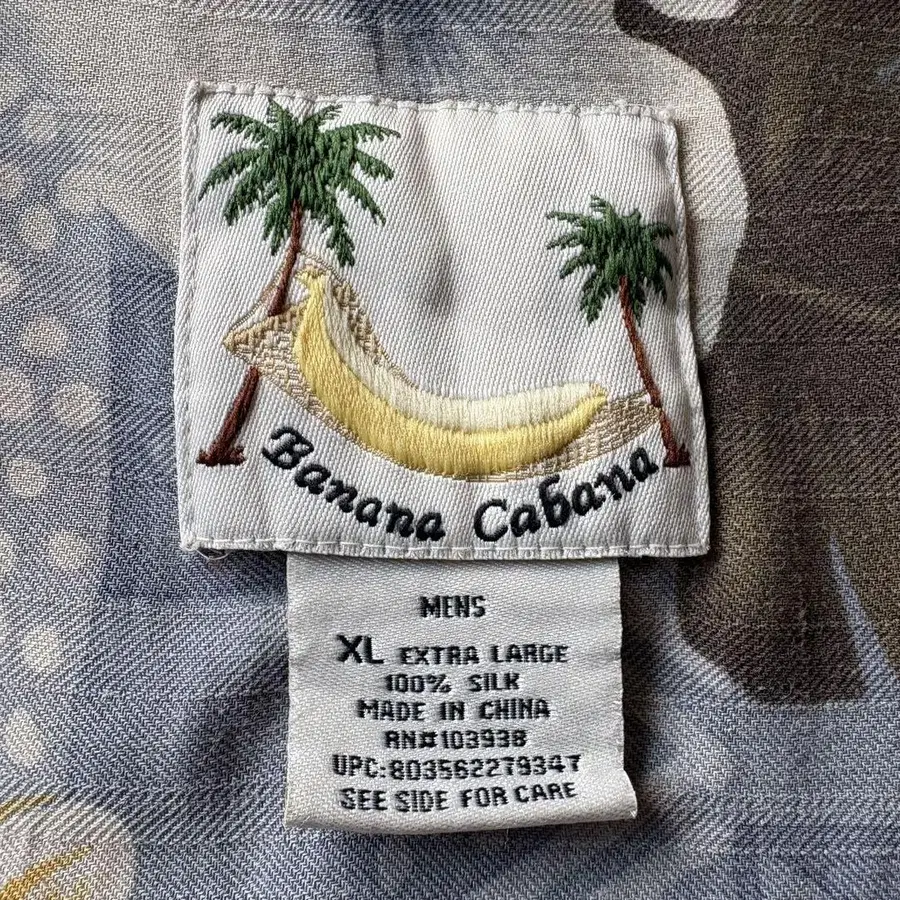 Banana Cabana
MENS
XL EXTRA LARGE
100% SILK
MADE IN CHINA
RN#103938
UPC:803562279347
SEE SIDE FOR CARE